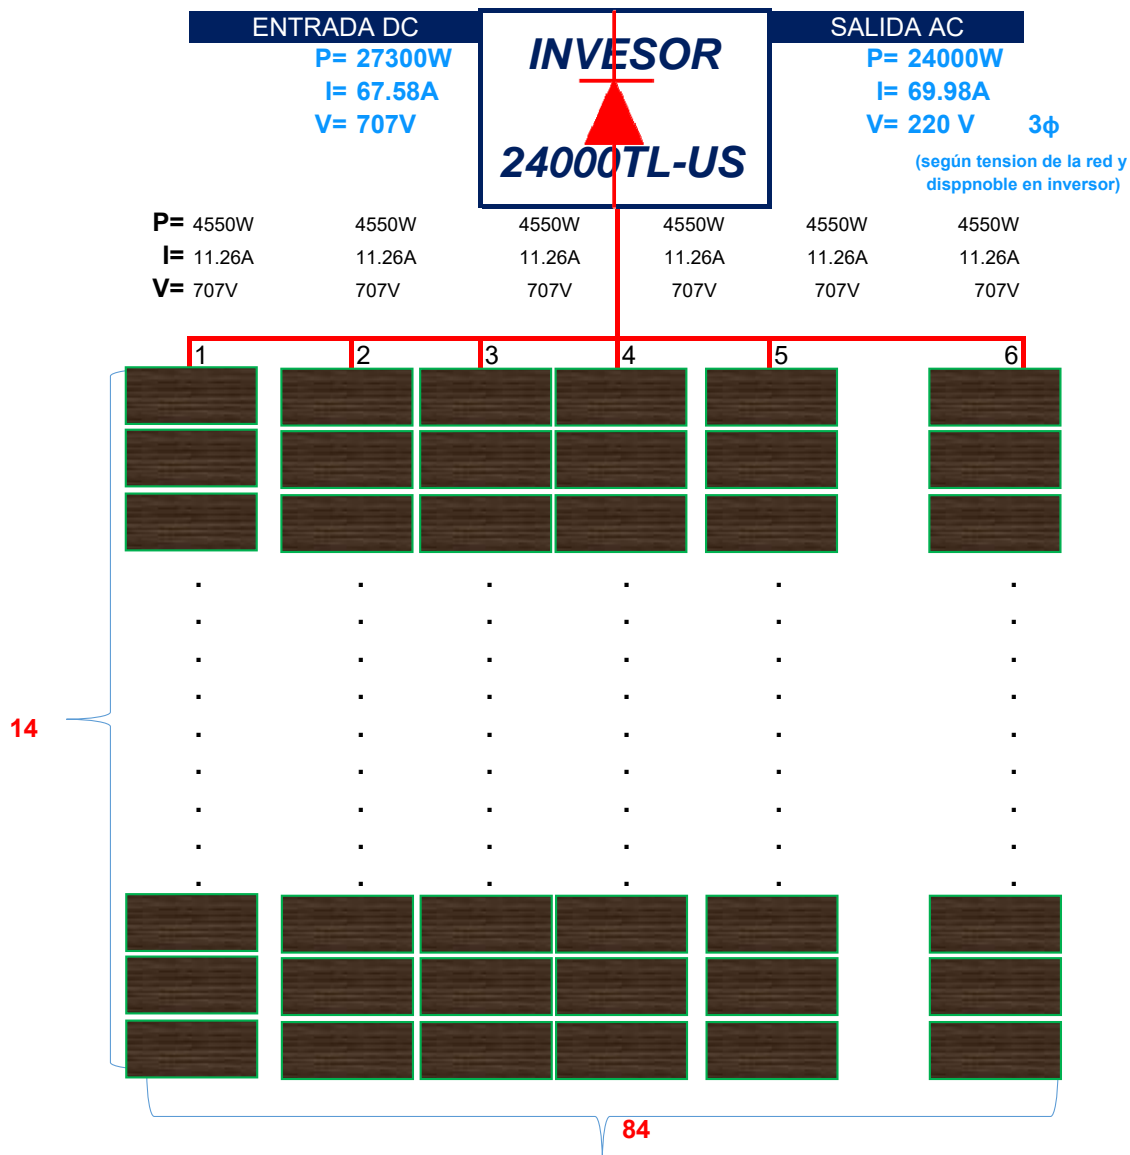 ENTRADA DC
INVESOR
SALIDA AC
P= 27300W
P= 24000W
I= 67.58A
I= 69.98A
V= 707V
V= 220 V 3ϕ
24000TL-US
(según tension de la red y
disppnoble en inversor)
P= 4550W 4550W 4550W 4550W 4550W 4550W
I= 11.26A 11.26A 11.26A 11.26A 11.26A 11.26A
V= 707V 707V 707V 707V 707V 707V
1 2 3 4 5 6
14
84